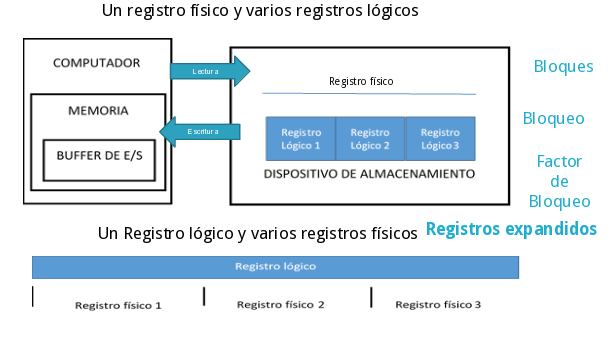 Un registro físico y varios registros lógicos
COMPUTADOR
MEMORIA
BUFFER DE E/S
Lectura
Escritura
Registro físico
Registro Lógico 1
Registro Lógico 2
Registro Lógico 3
DISPOSITIVO DE ALMACENAMIENTO
Bloques
Bloqueo
Factor
de
Bloqueo
Un Registro lógico y varios registros físicos
Registros expandidos
Registro lógico
Registro físico 1
Registro físico 2
Registro físico 3